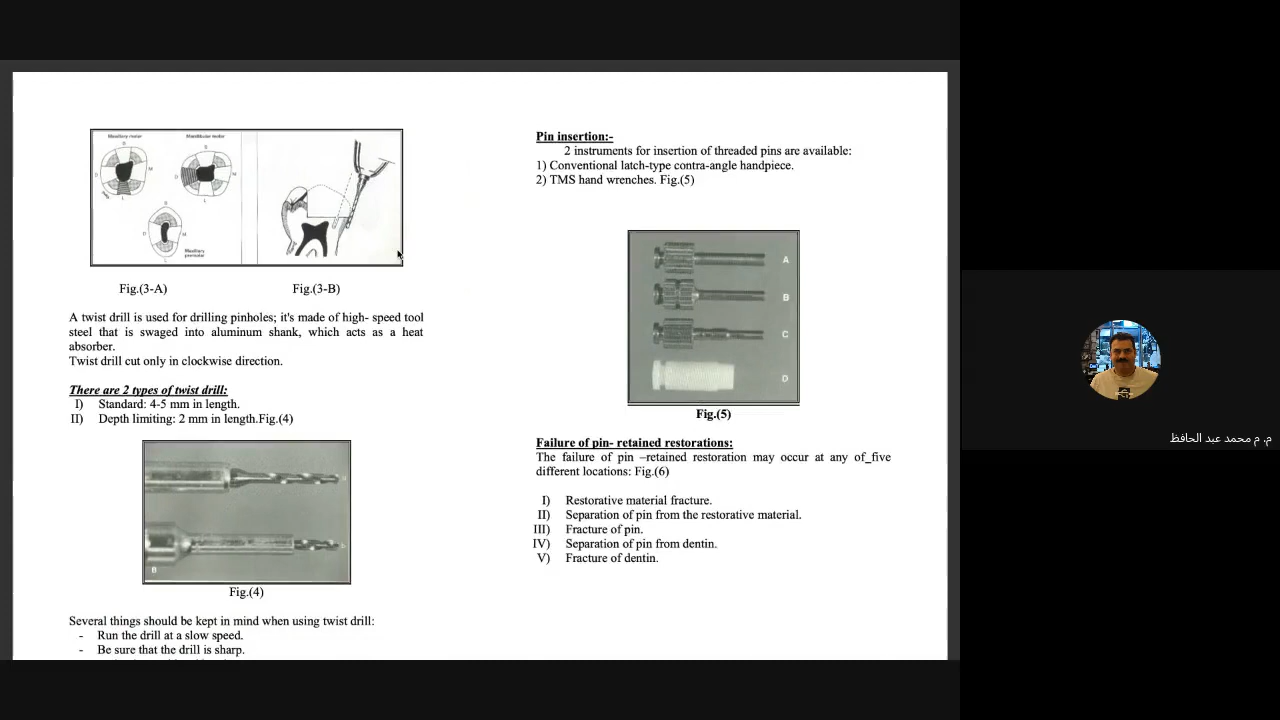 Maxillary molar
Mandibular molar
Maxillary
premolar
Fig.(3-A)
Fig.(3-B)
A twist drill is used for drilling pinholes; it's made of high- speed tool
steel that is swaged into aluminum shank, which acts as a heat
absorber.
Twist drill cut only in clockwise direction.
There are 2 types of twist drill:
I) Standard: 4-5 mm in length.
II) Depth limiting: 2 mm in length.Fig.(4)
B
Fig.(4)
Several things should be kept in mind when using twist drill:
- Run the drill at a slow speed.
- Be sure that the drill is sharp.
Pin insertion:-
2 instruments for insertion of threaded pins are available:
1) Conventional latch-type contra-angle handpiece.
2) TMS hand wrenches. Fig.(5)
A
B
C
D
Fig.(5)
Failure of pin- retained restorations:
The failure of pin –retained restoration may occur at any of_five
different locations: Fig.(6)
I) Restorative material fracture.
II) Separation of pin from the restorative material.
III) Fracture of pin.
IV) Separation of pin from dentin.
V) Fracture of dentin.
م. م محمد عبد الحافظ